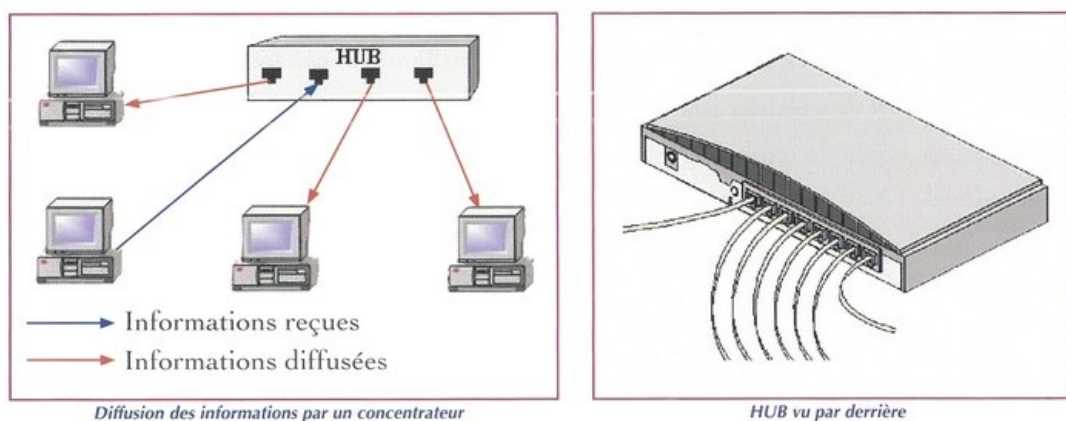 HUB
Informations reçues
Informations diffusées
Diffusion des informations par un concentrateur
HUB vu par derrière